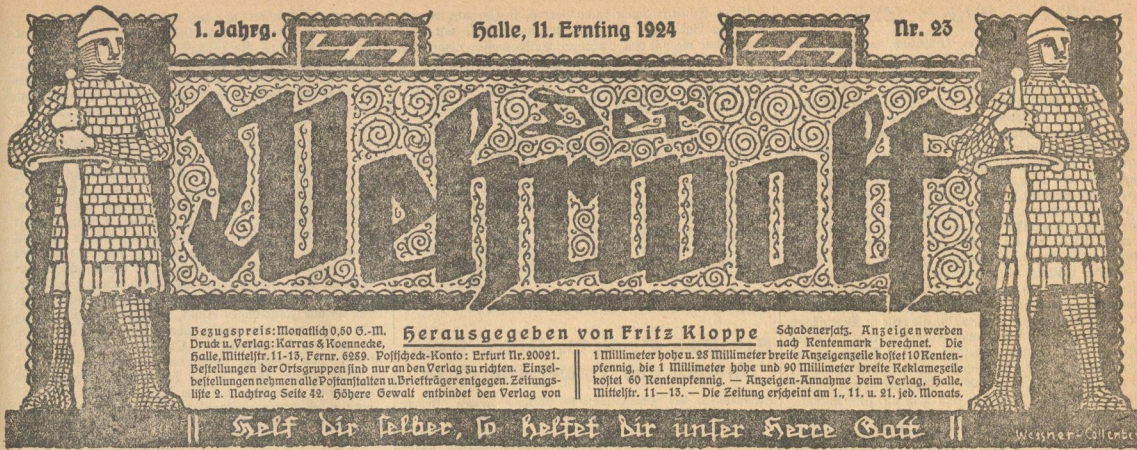 1. Jahrg.
Halle, 11. Ernting 1924
Nr. 23
Der
Wehrwolf
Bezugspreis: Monatlich 0,50 G.-M.
Druck u. Verlag: Karras & Koennecke,
Halle, Mittelstr. 11-13, Fernr. 6289. Postscheck-Konto: Erfurt Nr. 20021.
Bestellungen der Ortsgruppen sind nur an den Verlag zu richten. Einzel-
bestellungen nehmen alle Postanstalten u. Briefträger entgegen. Zeitungs-
liste 2. Nachtrag Seite 42. Höhere Gewalt entbindet den Verlag von
Herausgegeben von Fritz Kloppe
Schadenersatz. Anzeigen werden
nach Rentenmark berechnet. Die
1 Millimeter hohe u. 28 Millimeter breite Anzeigenzeile kostet 10 Renten-
pfennig, die 1 Millimeter hohe und 90 Millimeter breite Reklamezeile
kostet 60 Rentenpfennig. — Anzeigen-Annahme beim Verlag, Halle,
Mittelstr. 11—13. — Die Zeitung erscheint am 1., 11. u. 21. jed. Monats.
|| Helf dir selber, so helfet dir unser Herre Gott ||